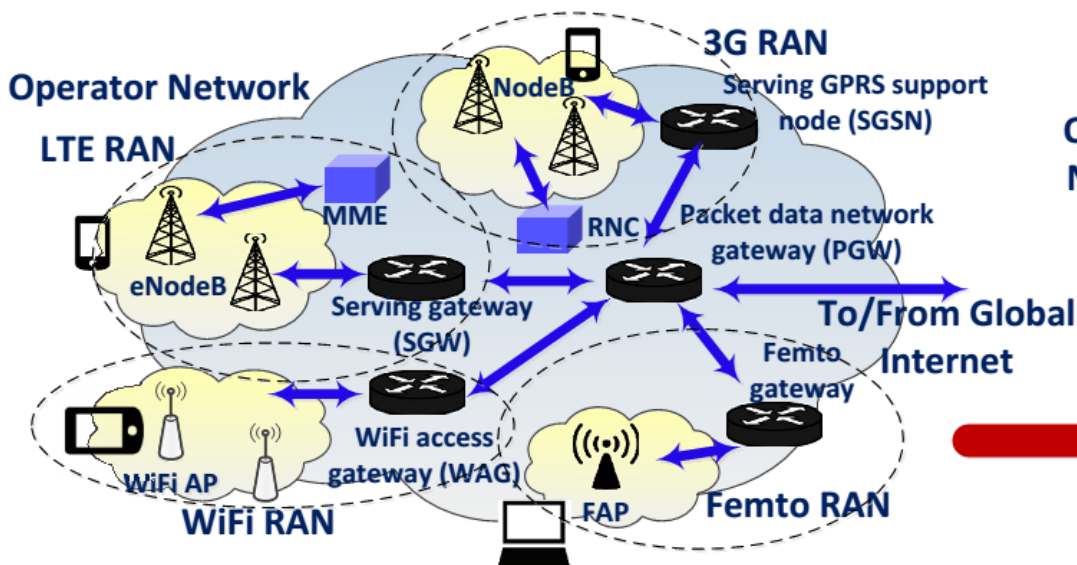 3G RAN
NodeB
Serving GPRS support
node (SGSN)
Operator Network
LTE RAN
MME
RNC
Packet data network
gateway (PGW)
eNodeB
Serving gateway
(SGW)
To/From Global
Internet
Femto
gateway
WiFi access
gateway (WAG)
WiFi AP
WiFi RAN
FAP
Femto RAN